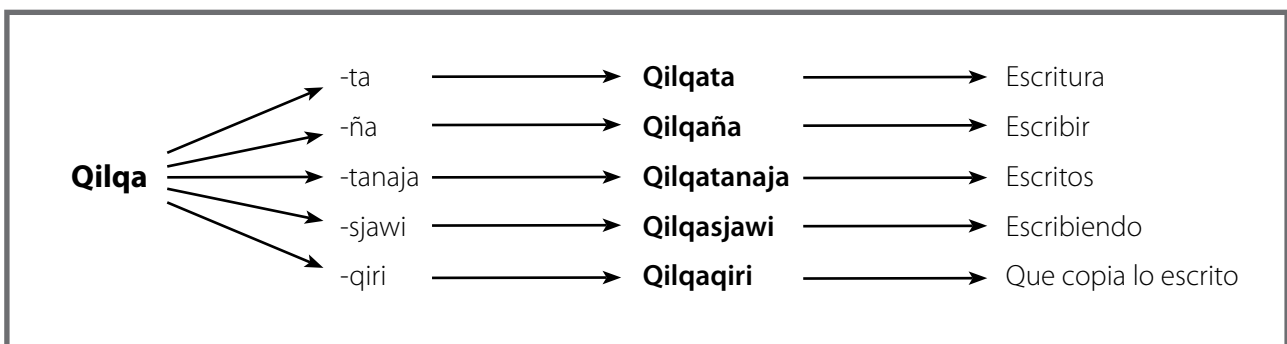 -ta Qilqata Escritura
-ña Qilqaña Escribir
Qilqa -tanaja Qilqatanaja Escritos
-sjawi Qilqasjawi Escribiendo
-qiri Qilqaqiri Que copia lo escrito